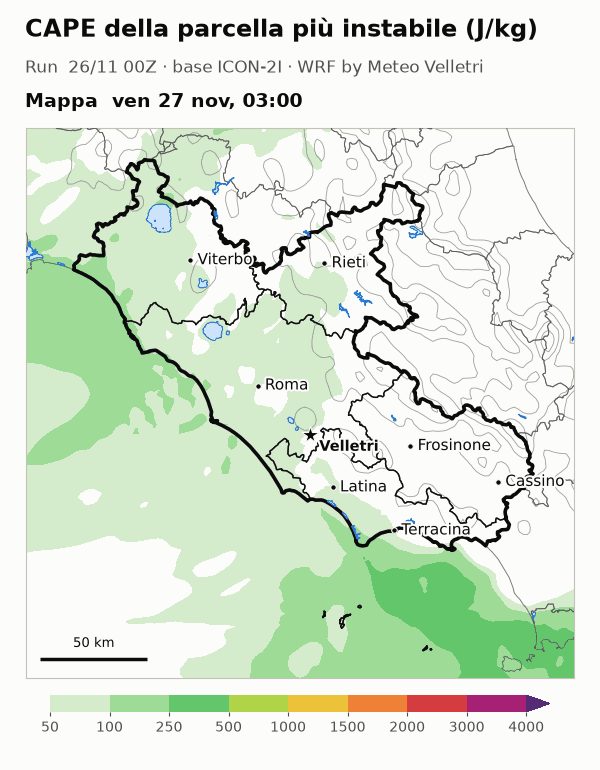 CAPE della parcella più instabile (J/kg)
Run  26/11 00Z · base ICON-2I · WRF by Meteo Velletri
Mappa  ven 27 nov, 03:00
Viterbo
Rieti
Roma
Velletri
Frosinone
Latina
Cassino
Terracina
50 km
50 100 250 500 1000 1500 2000 3000 4000